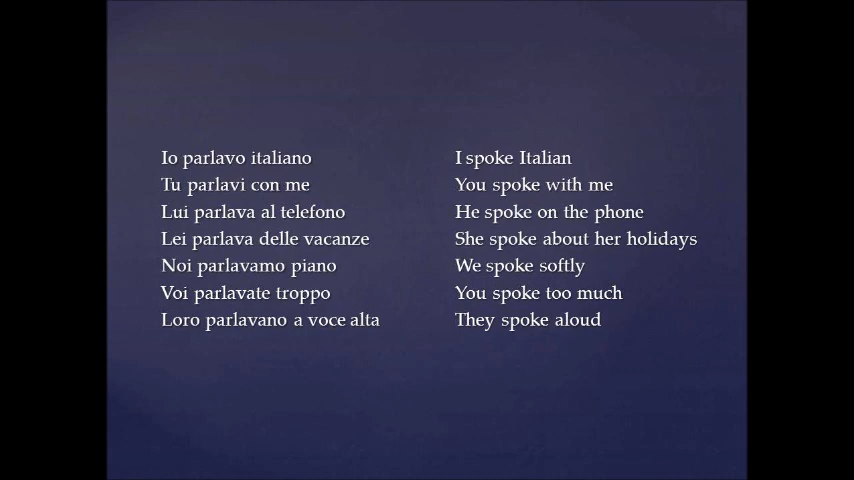 Io parlavo italiano
Tu parlavi con me
Lui parlava al telefono
Lei parlava delle vacanze
Noi parlavamo piano
Voi parlavate troppo
Loro parlavano a voce alta
I spoke Italian
You spoke with me
He spoke on the phone
She spoke about her holidays
We spoke softly
You spoke too much
They spoke aloud